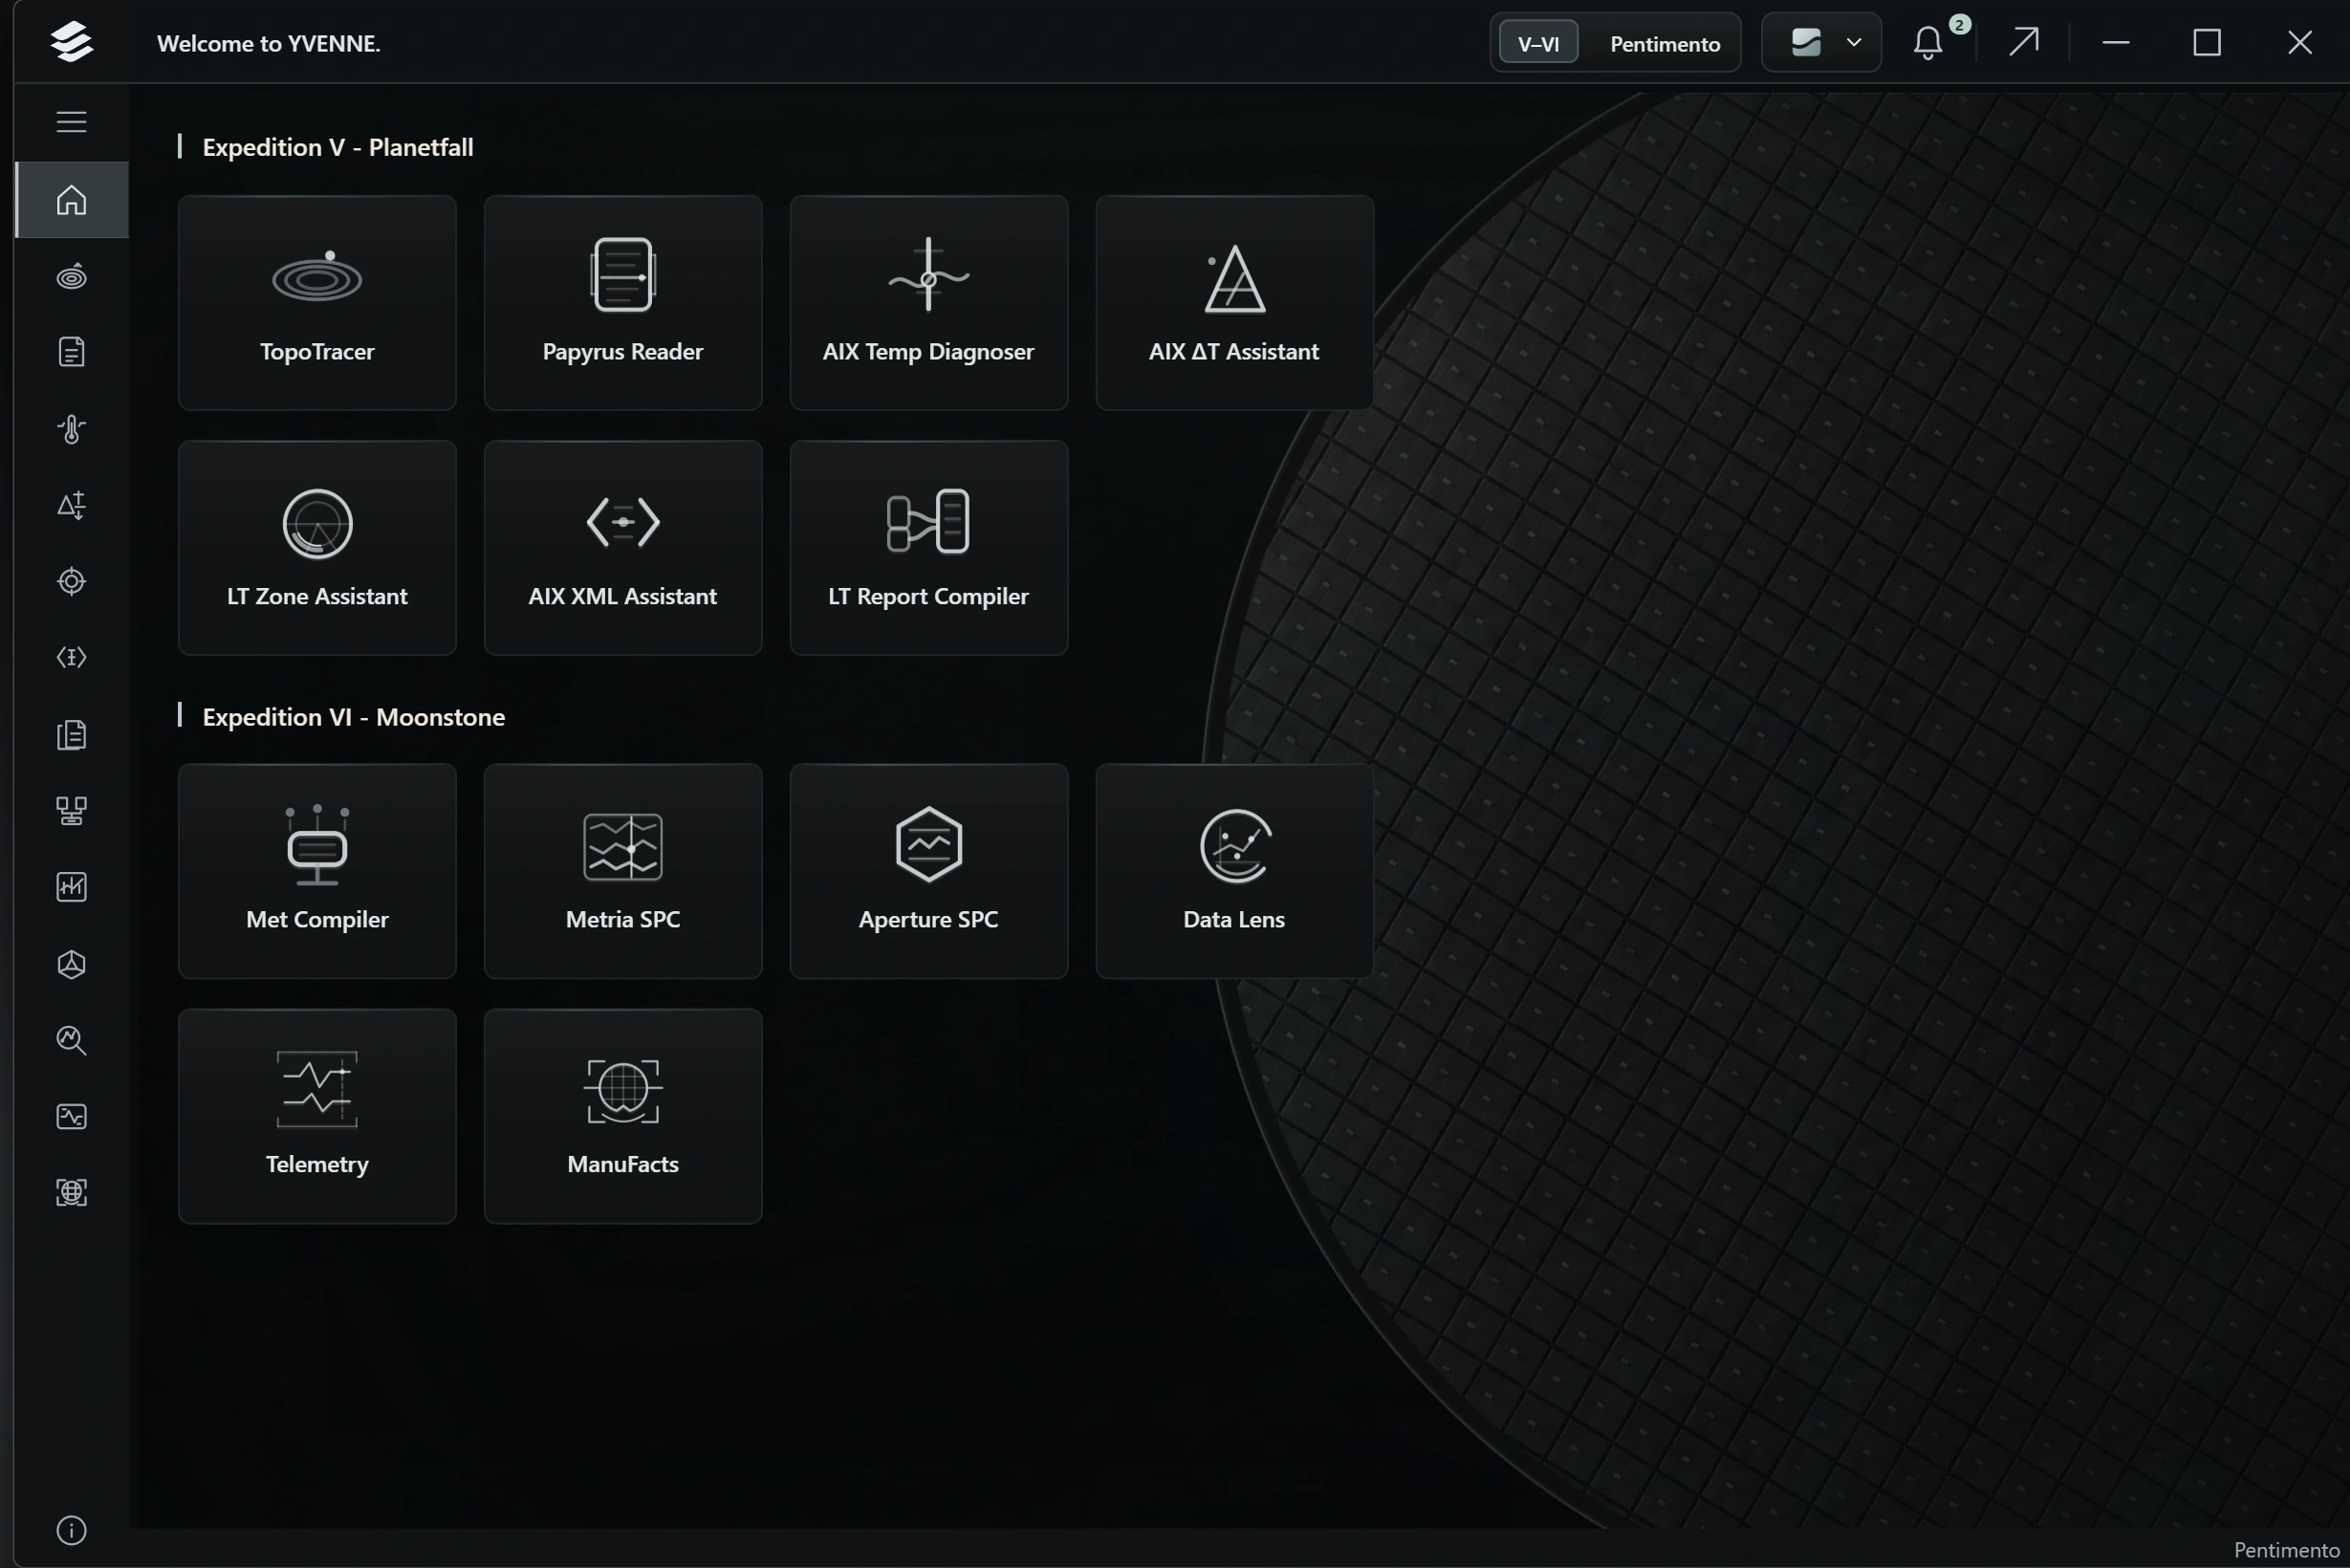 Welcome to YVENNE.
V–VI
Pentimento
2
Expedition V - Planetfall
TopoTracer
Papyrus Reader
AIX Temp Diagnoser
AIX ΔT Assistant
LT Zone Assistant
AIX XML Assistant
LT Report Compiler
Expedition VI - Moonstone
Met Compiler
Metria SPC
Aperture SPC
Data Lens
Telemetry
ManuFacts
Pentimento